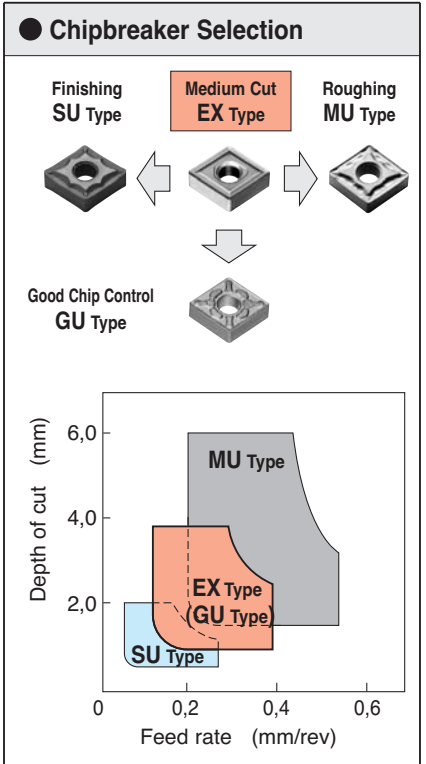 ● Chipbreaker Selection
Finishing
SU Type
Medium Cut
EX Type
Roughing
MU Type
Good Chip Control
GU Type
Depth of cut (mm)
6,0
4,0
2,0
MU Type
EX Type
(GU Type)
SU Type
0
0,2
0,4
0,6
Feed rate (mm/rev)